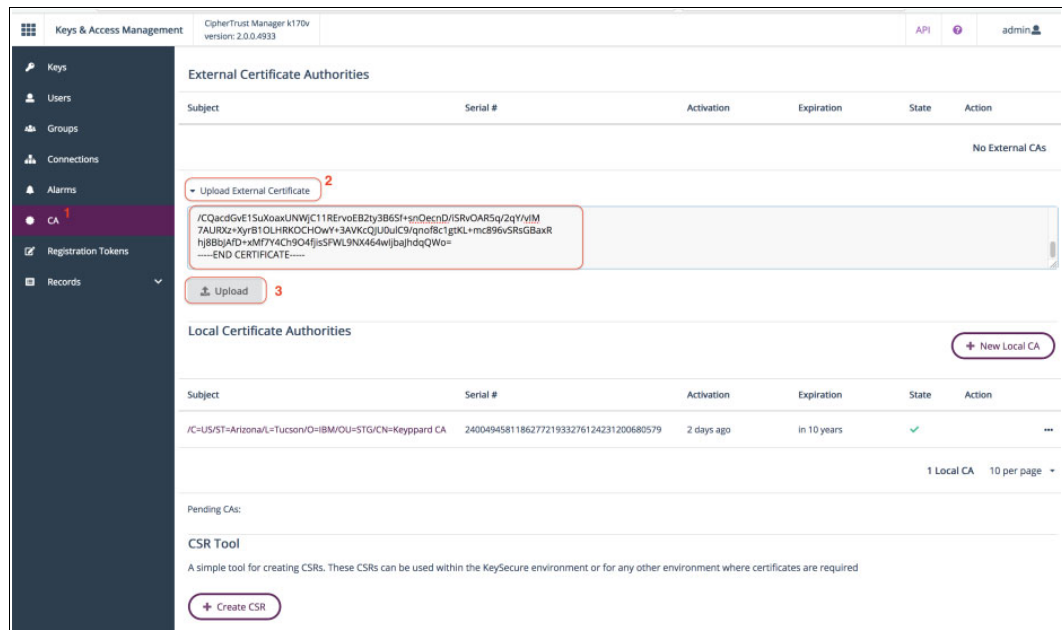 Keys & Access Management
CipherTrust Manager k170v
version: 2.0.0.4933
API
admin
Keys
Users
Groups
Connections
Alarms
CA 1
Registration Tokens
Records
External Certificate Authorities
Subject Serial # Activation Expiration State Action
No External CAs
Upload External Certificate 2
/CQacdGvE1SuXoaxUNWjC11RErvoEB2ty3B6Sf+snOecnD/iSRvOAR5q/2qY/vIM
7AURXz+XyrB1OLHRKOCHOwY+3AVKcQJU0ulC9/qnof8c1gtKL+mc896vSRsGBaxR
hj8BbJAfD+xMf7Y4Ch9O4fjisSFWL9NX464wIjbaJhdqQWo=
-----END CERTIFICATE-----
Upload 3
Local Certificate Authorities
+ New Local CA
Subject Serial # Activation Expiration State Action
/C=US/ST=Arizona/L=Tucson/O=IBM/OU=STG/CN=Keyppard CA 240049458118627721933276124231200680579 2 days ago in 10 years ...
1 Local CA 10 per page
Pending CAs:
CSR Tool
A simple tool for creating CSRs. These CSRs can be used within the KeySecure environment or for any other environment where certificates are required
+ Create CSR